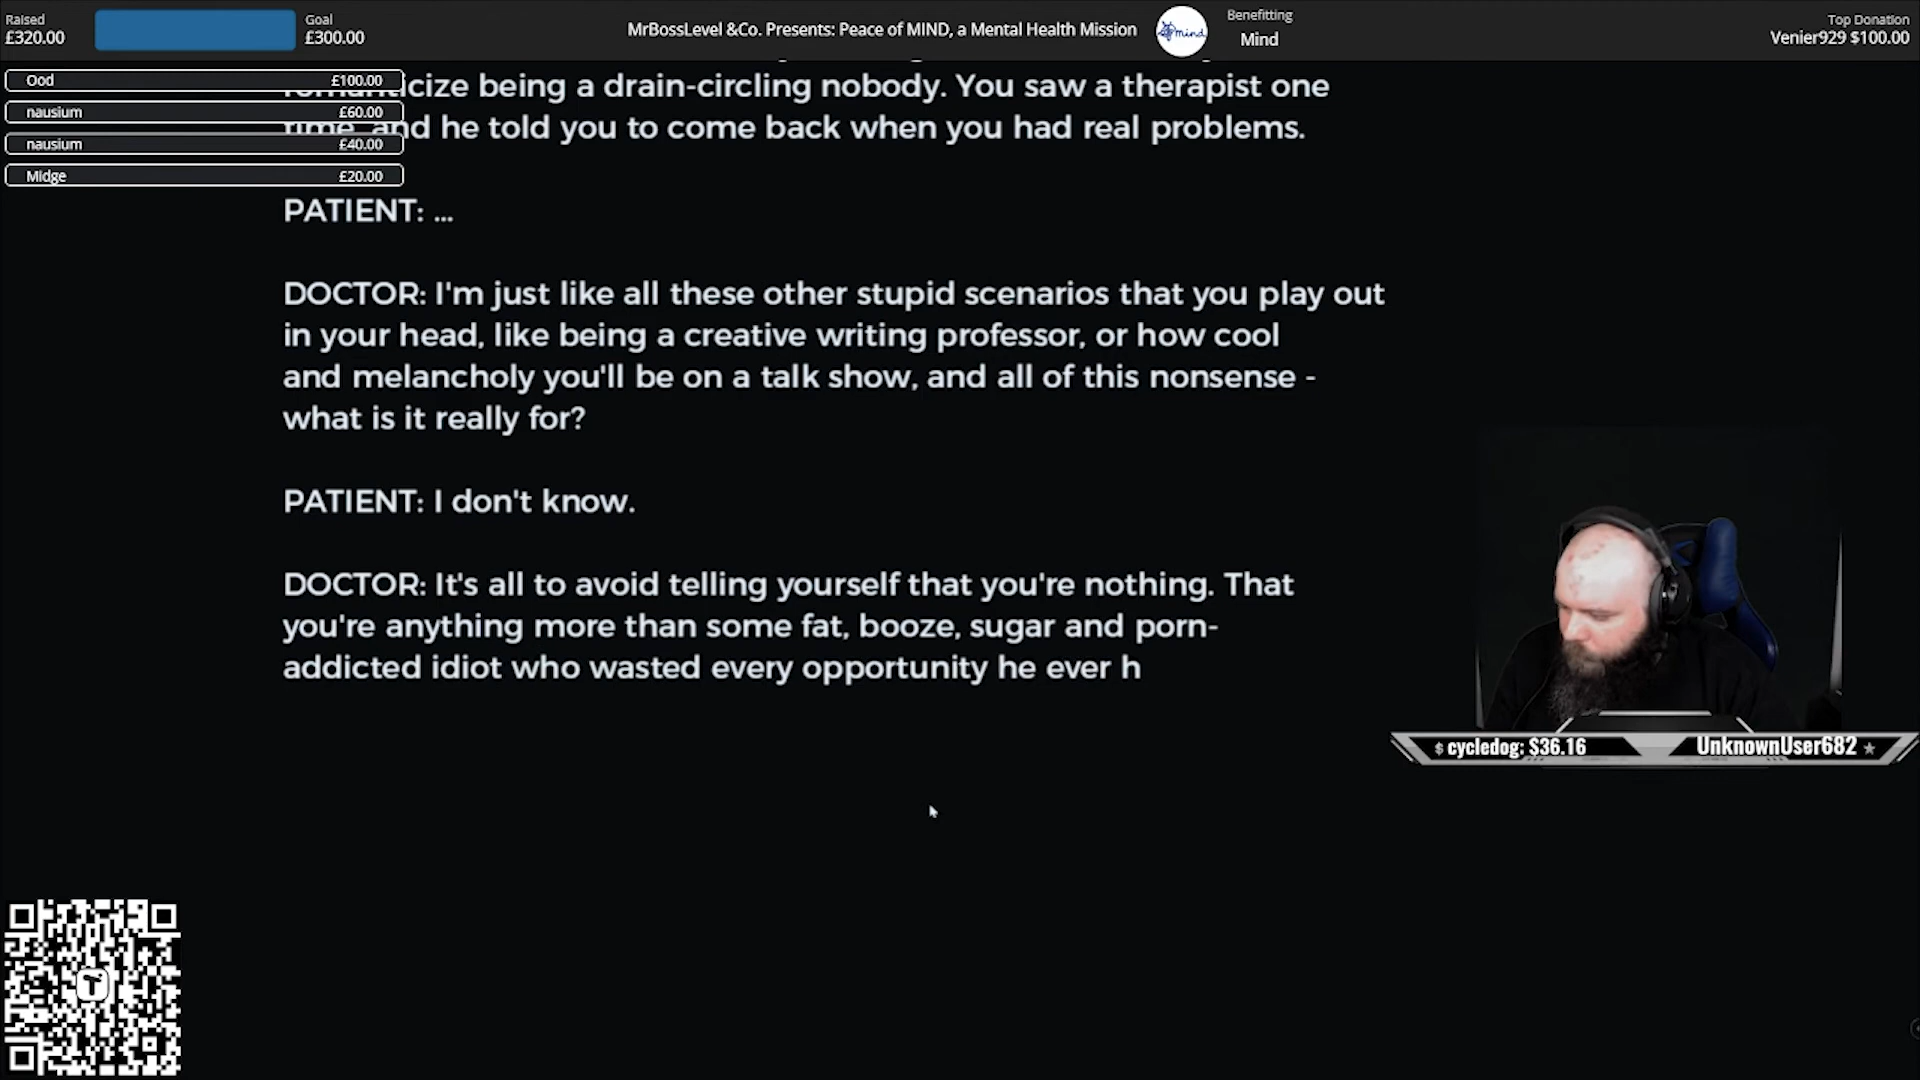 Raised
£320.00
Goal
£300.00
MrBossLevel &Co. Presents: Peace of MIND, a Mental Health Mission
mind
Benefitting
Mind
Top Donation
Venier929 $100.00
Ood £100.00
nausium £60.00
nausium £40.00
Midge £20.00
romanticize being a drain-circling nobody. You saw a therapist one
time, and he told you to come back when you had real problems.
PATIENT: ...
DOCTOR: I'm just like all these other stupid scenarios that you play out
in your head, like being a creative writing professor, or how cool
and melancholy you'll be on a talk show, and all of this nonsense -
what is it really for?
PATIENT: I don't know.
DOCTOR: It's all to avoid telling yourself that you're nothing. That
you're anything more than some fat, booze, sugar and porn-
addicted idiot who wasted every opportunity he ever h
$ cycledog: $36.16
UnknownUser682